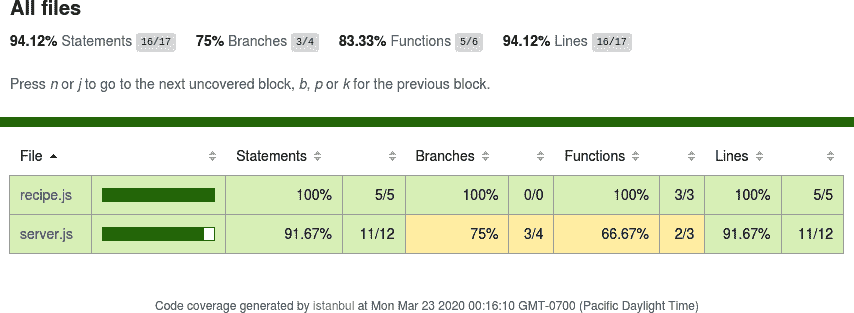 All files
94.12% Statements 16/17 75% Branches 3/4 83.33% Functions 5/6 94.12% Lines 16/17
Press n or j to go to the next uncovered block, b, p or k for the previous block.
File Statements Branches Functions Lines
recipe.js 100% 5/5 100% 0/0 100% 3/3 100% 5/5
server.js 91.67% 11/12 75% 3/4 66.67% 2/3 91.67% 11/12
Code coverage generated by istanbul at Mon Mar 23 2020 00:16:10 GMT-0700 (Pacific Daylight Time)